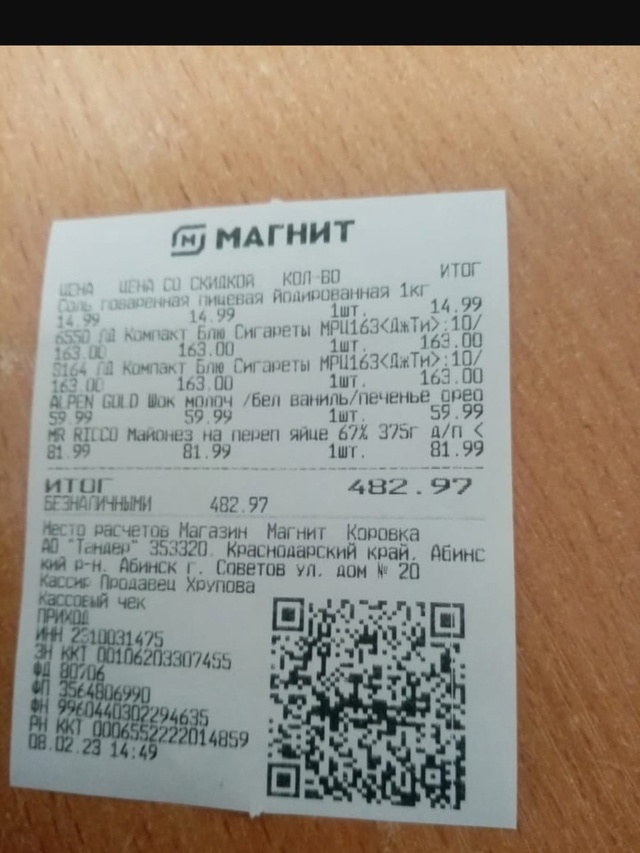 МАГНИТ
ЦЕНА ЦЕНА СО СКИДКОЙ КОЛ-ВО ИТОГ
Соль поваренная пищевая йодированная 1кг
14.99 14.99 1шт. 14.99
6550 ЛД Компакт Блю Сигареты МРЦ163<ДжТи>:10/
163.00 163.00 1шт. 163.00
3164 ЛД Компакт Блю Сигареты МРЦ163<ДжТи>:10/
163.00 163.00 1шт. 163.00
ALPEN GOLD Шок молоч /бел ваниль/печенье орео
59.99 59.99 1шт. 59.99
MR RICCO Майонез на переп яйце 67% 375г д/п <
81.99 81.99 1шт. 81.99
ИТОГ 482.97
БЕЗНАЛИЧНЫМИ 482.97
Место расчетов Магазин Магнит Коровка
АО "Тандер" 353320. Краснодарский край. Абинс
кий р-н. Абинск г. Советов ул. дом № 20
Кассир Продавец Хрупова
Кассовый чек
ПРИХОД
ИНН 2310031475
ЗН ККТ 00106203307455
ФД 80706
ФП 3564806990
ФН 9960440302294635
РН ККТ 0006552222014859
08.02.23 14:49